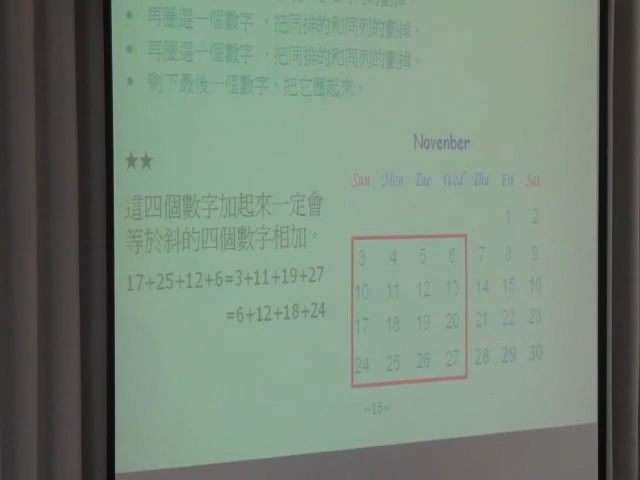 再圈選一個數字，把同排的和同列的劃掉。
再圈選一個數字，把同排的和同列的劃掉。
剩下最後一個數字，把它圈起來。
★★
這四個數字加起來一定會
等於斜的四個數字相加。
17+25+12+6=3+11+19+27
=6+12+18+24
Novenber
Sun Mon Tue Wed Thu Fri Sat
1 2
3 4 5 6 7 8 9
10 11 12 13 14 15 16
17 18 19 20 21 22 23
24 25 26 27 28 29 30
~18~